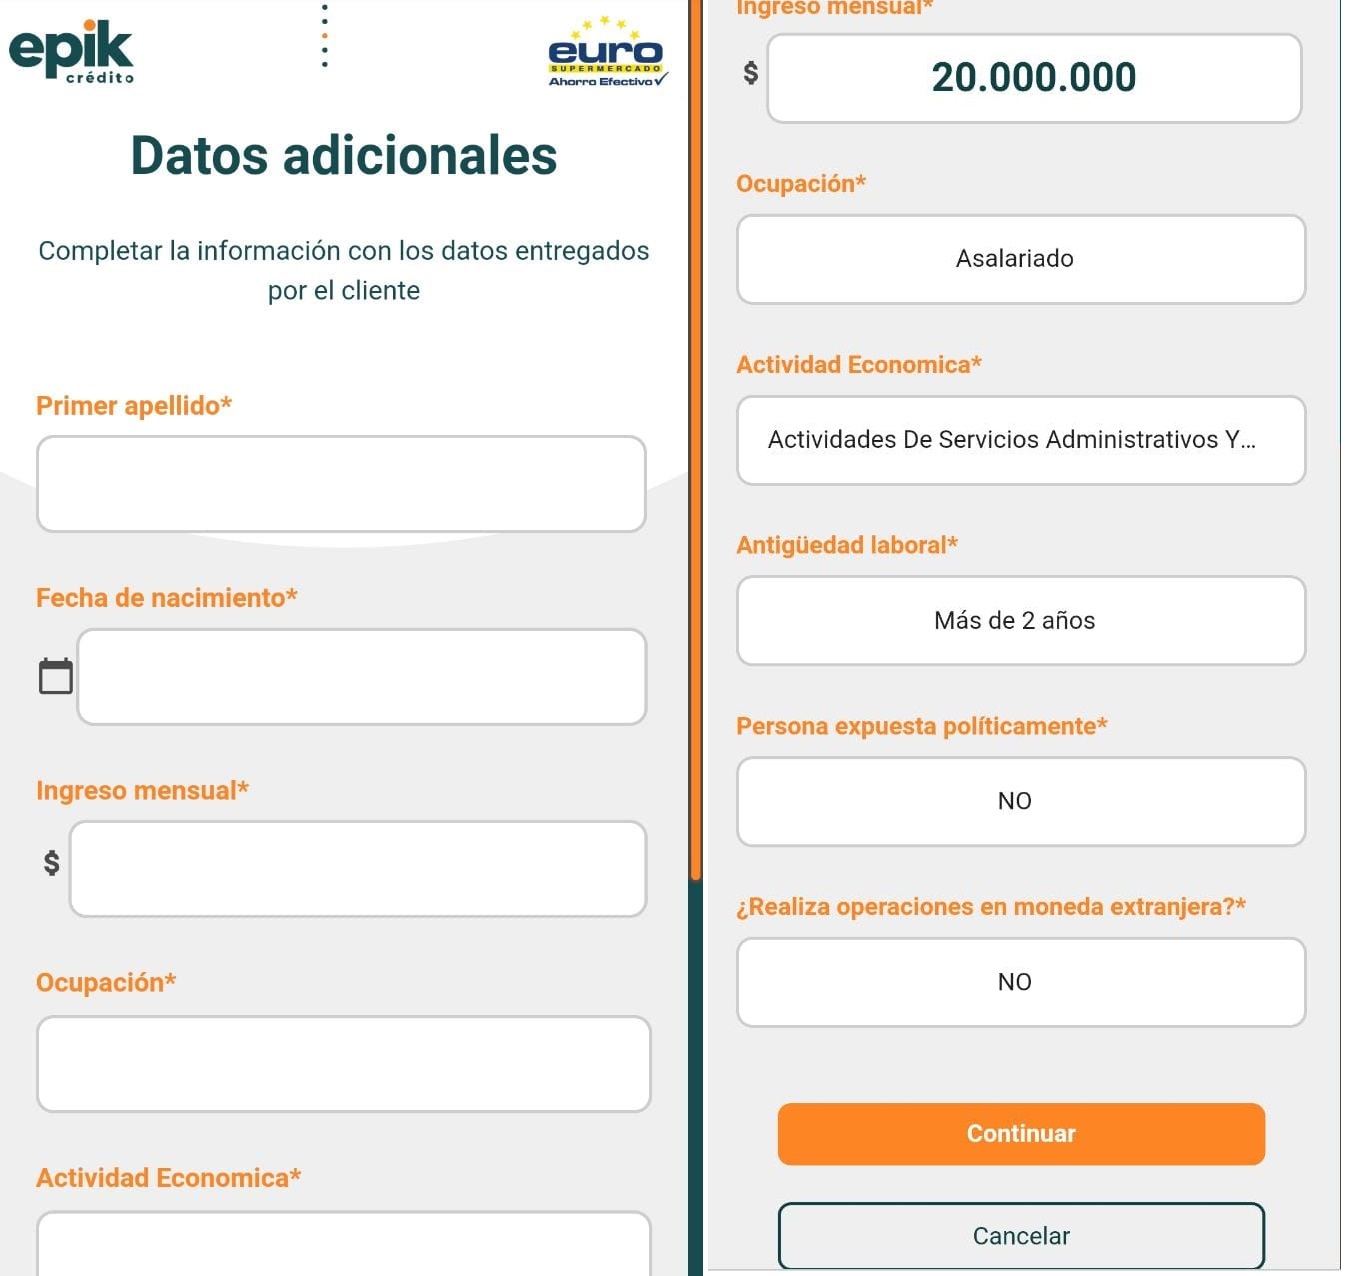 epik
crédito
euro
SUPERMERCADO
Ahorro Efectivo
Datos adicionales
Completar la información con los datos entregados
por el cliente
Primer apellido*
Fecha de nacimiento*
Ingreso mensual*
$
Ocupación*
Actividad Economica*
Ingreso mensual*
$ 20.000.000
Ocupación*
Asalariado
Actividad Economica*
Actividades De Servicios Administrativos Y...
Antigüedad laboral*
Más de 2 años
Persona expuesta políticamente*
NO
¿Realiza operaciones en moneda extranjera?*
NO
Continuar
Cancelar